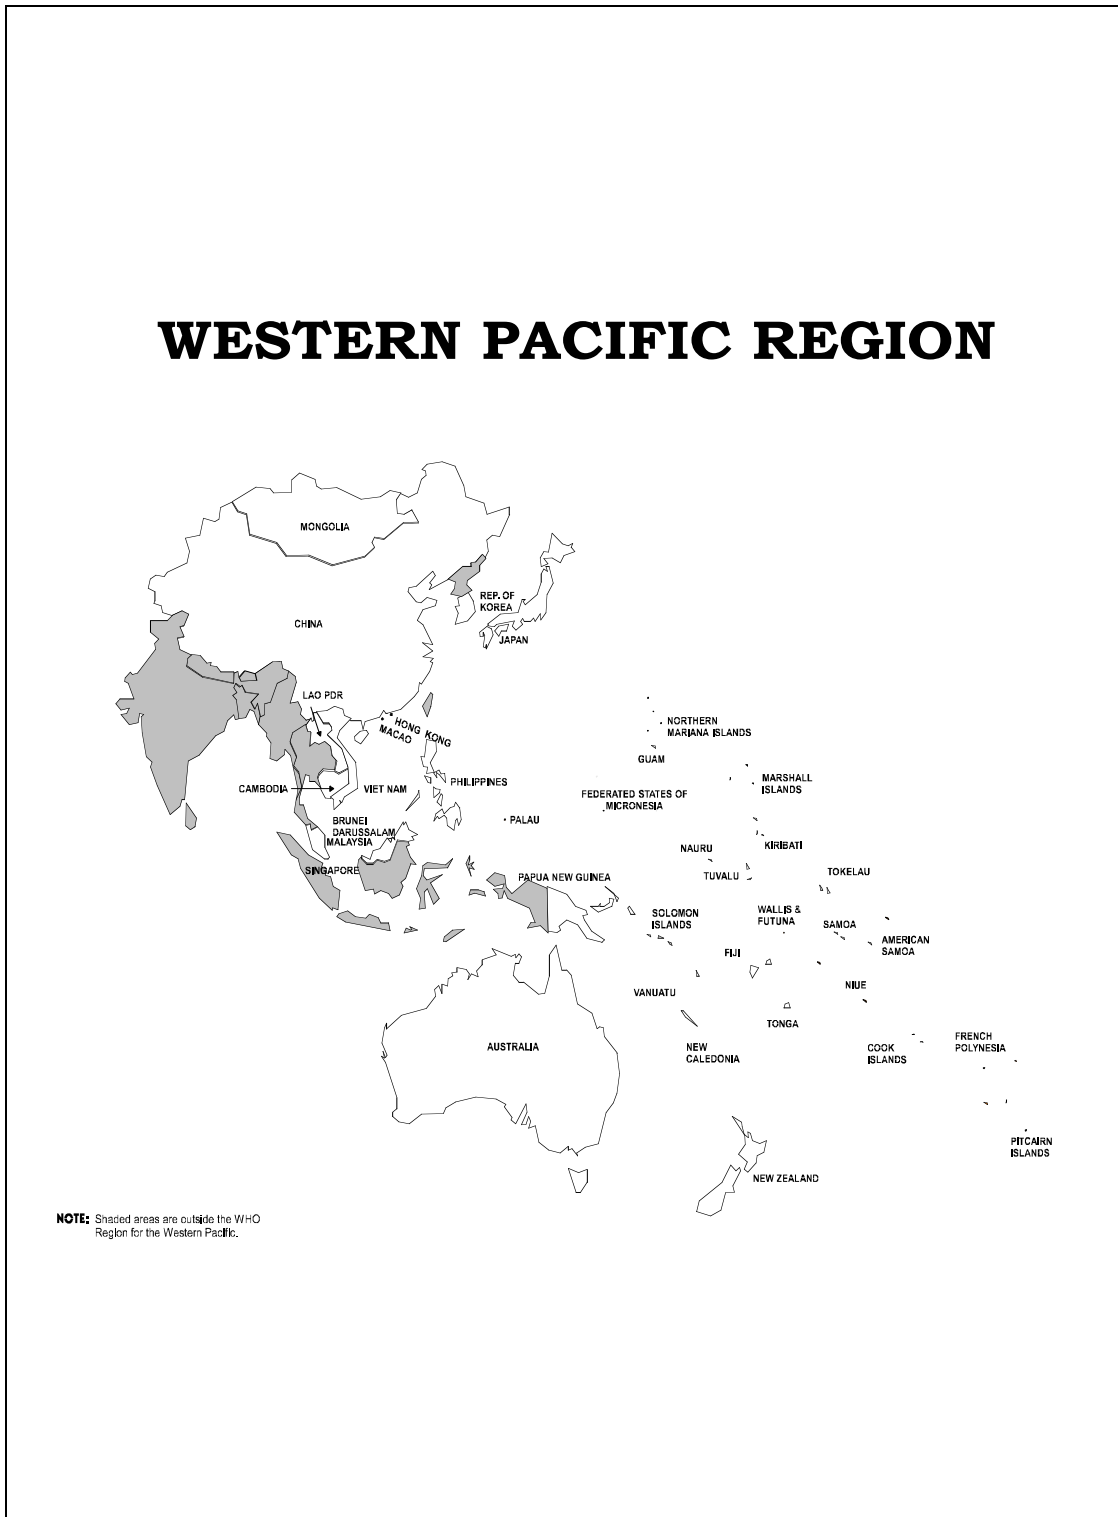 WESTERN PACIFIC REGION
MONGOLIA
REP. OF
KOREA
CHINA
JAPAN
LAO PDR
HONG KONG
MACAO
NORTHERN
MARIANA ISLANDS
GUAM
CAMBODIA
VIET NAM
PHILIPPINES
MARSHALL
ISLANDS
FEDERATED STATES OF
MICRONESIA
BRUNEI
DARUSSALAM
PALAU
MALAYSIA
NAURU
KIRIBATI
SINGAPORE
PAPUA NEW GUINEA
TUVALU
TOKELAU
SOLOMON
ISLANDS
WALLIS &
FUTUNA
SAMOA
AMERICAN
SAMOA
FIJI
VANUATU
NIUE
TONGA
AUSTRALIA
NEW
CALEDONIA
COOK
ISLANDS
FRENCH
POLYNESIA
PITCAIRN
ISLANDS
NEW ZEALAND
NOTE: Shaded areas are outside the WHO
Region for the Western Pacific.